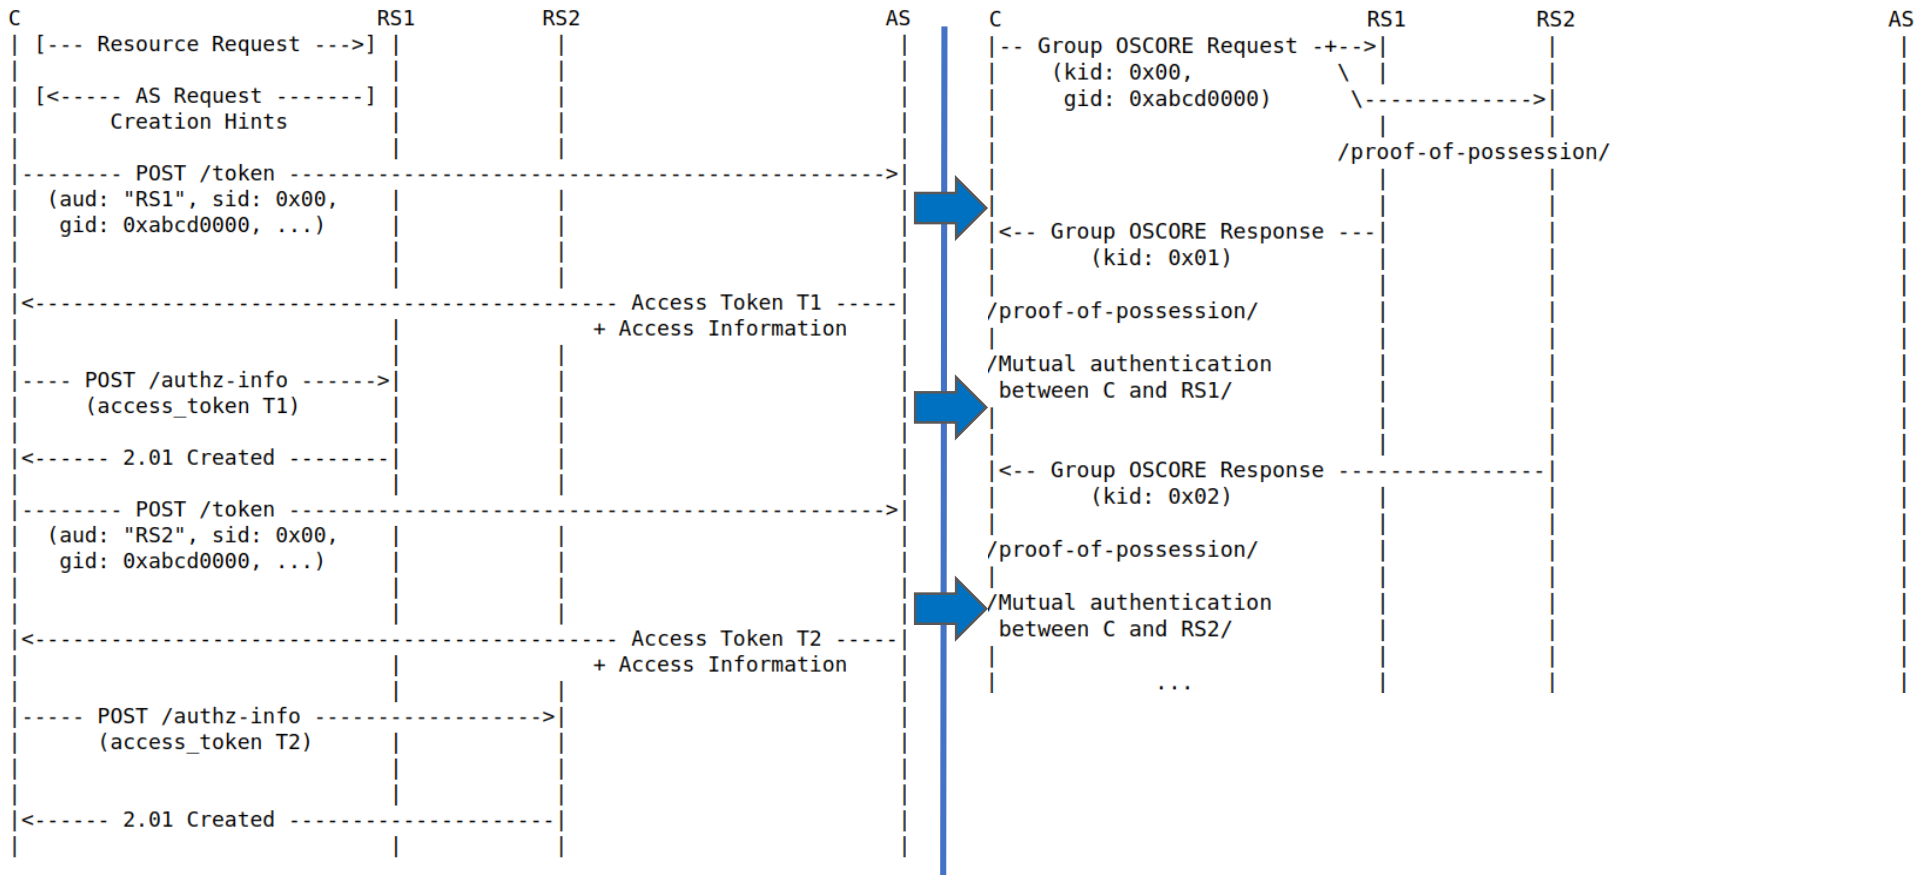 C RS1 RS2 AS
| [--- Resource Request --->] | | |
| | | |
| [<----- AS Request -------] | | |
| Creation Hints | | |
| | | |
|-------- POST /token ----------------------------------------------->|
| (aud: "RS1", sid: 0x00, | | |
| gid: 0xabcd0000, ...) | | |
| | | |
| | | |
|<----------------------------------------------- Access Token T1 -----|
| | + Access Information |
| | | |
|---- POST /authz-info ------>| | |
| (access_token T1) | | |
| | | |
|<------ 2.01 Created --------| | |
| | | |
|-------- POST /token ----------------------------------------------->|
| (aud: "RS2", sid: 0x00, | | |
| gid: 0xabcd0000, ...) | | |
| | | |
| | | |
|<----------------------------------------------- Access Token T2 -----|
| | + Access Information |
| | | |
|----- POST /authz-info ------------------->| |
| (access_token T2) | | |
| | | |
| | | |
|<------ 2.01 Created ---------------------| |
| | | |
C RS1 RS2 AS
|-- Group OSCORE Request -+-->| | |
| (kid: 0x00, \ | | |
| gid: 0xabcd0000) \------------->| |
| | | |
| /proof-of-possession/ |
| | | |
| | | |
|<-- Group OSCORE Response ---| | |
| (kid: 0x01) | | |
| | | |
/proof-of-possession/ | | |
| | | |
/Mutual authentication | | |
between C and RS1/ | | |
| | | |
| | | |
|<-- Group OSCORE Response ----------------| |
| (kid: 0x02) | | |
| | | |
/proof-of-possession/ | | |
| | | |
/Mutual authentication | | |
between C and RS2/ | | |
| | | |
| ... | | |